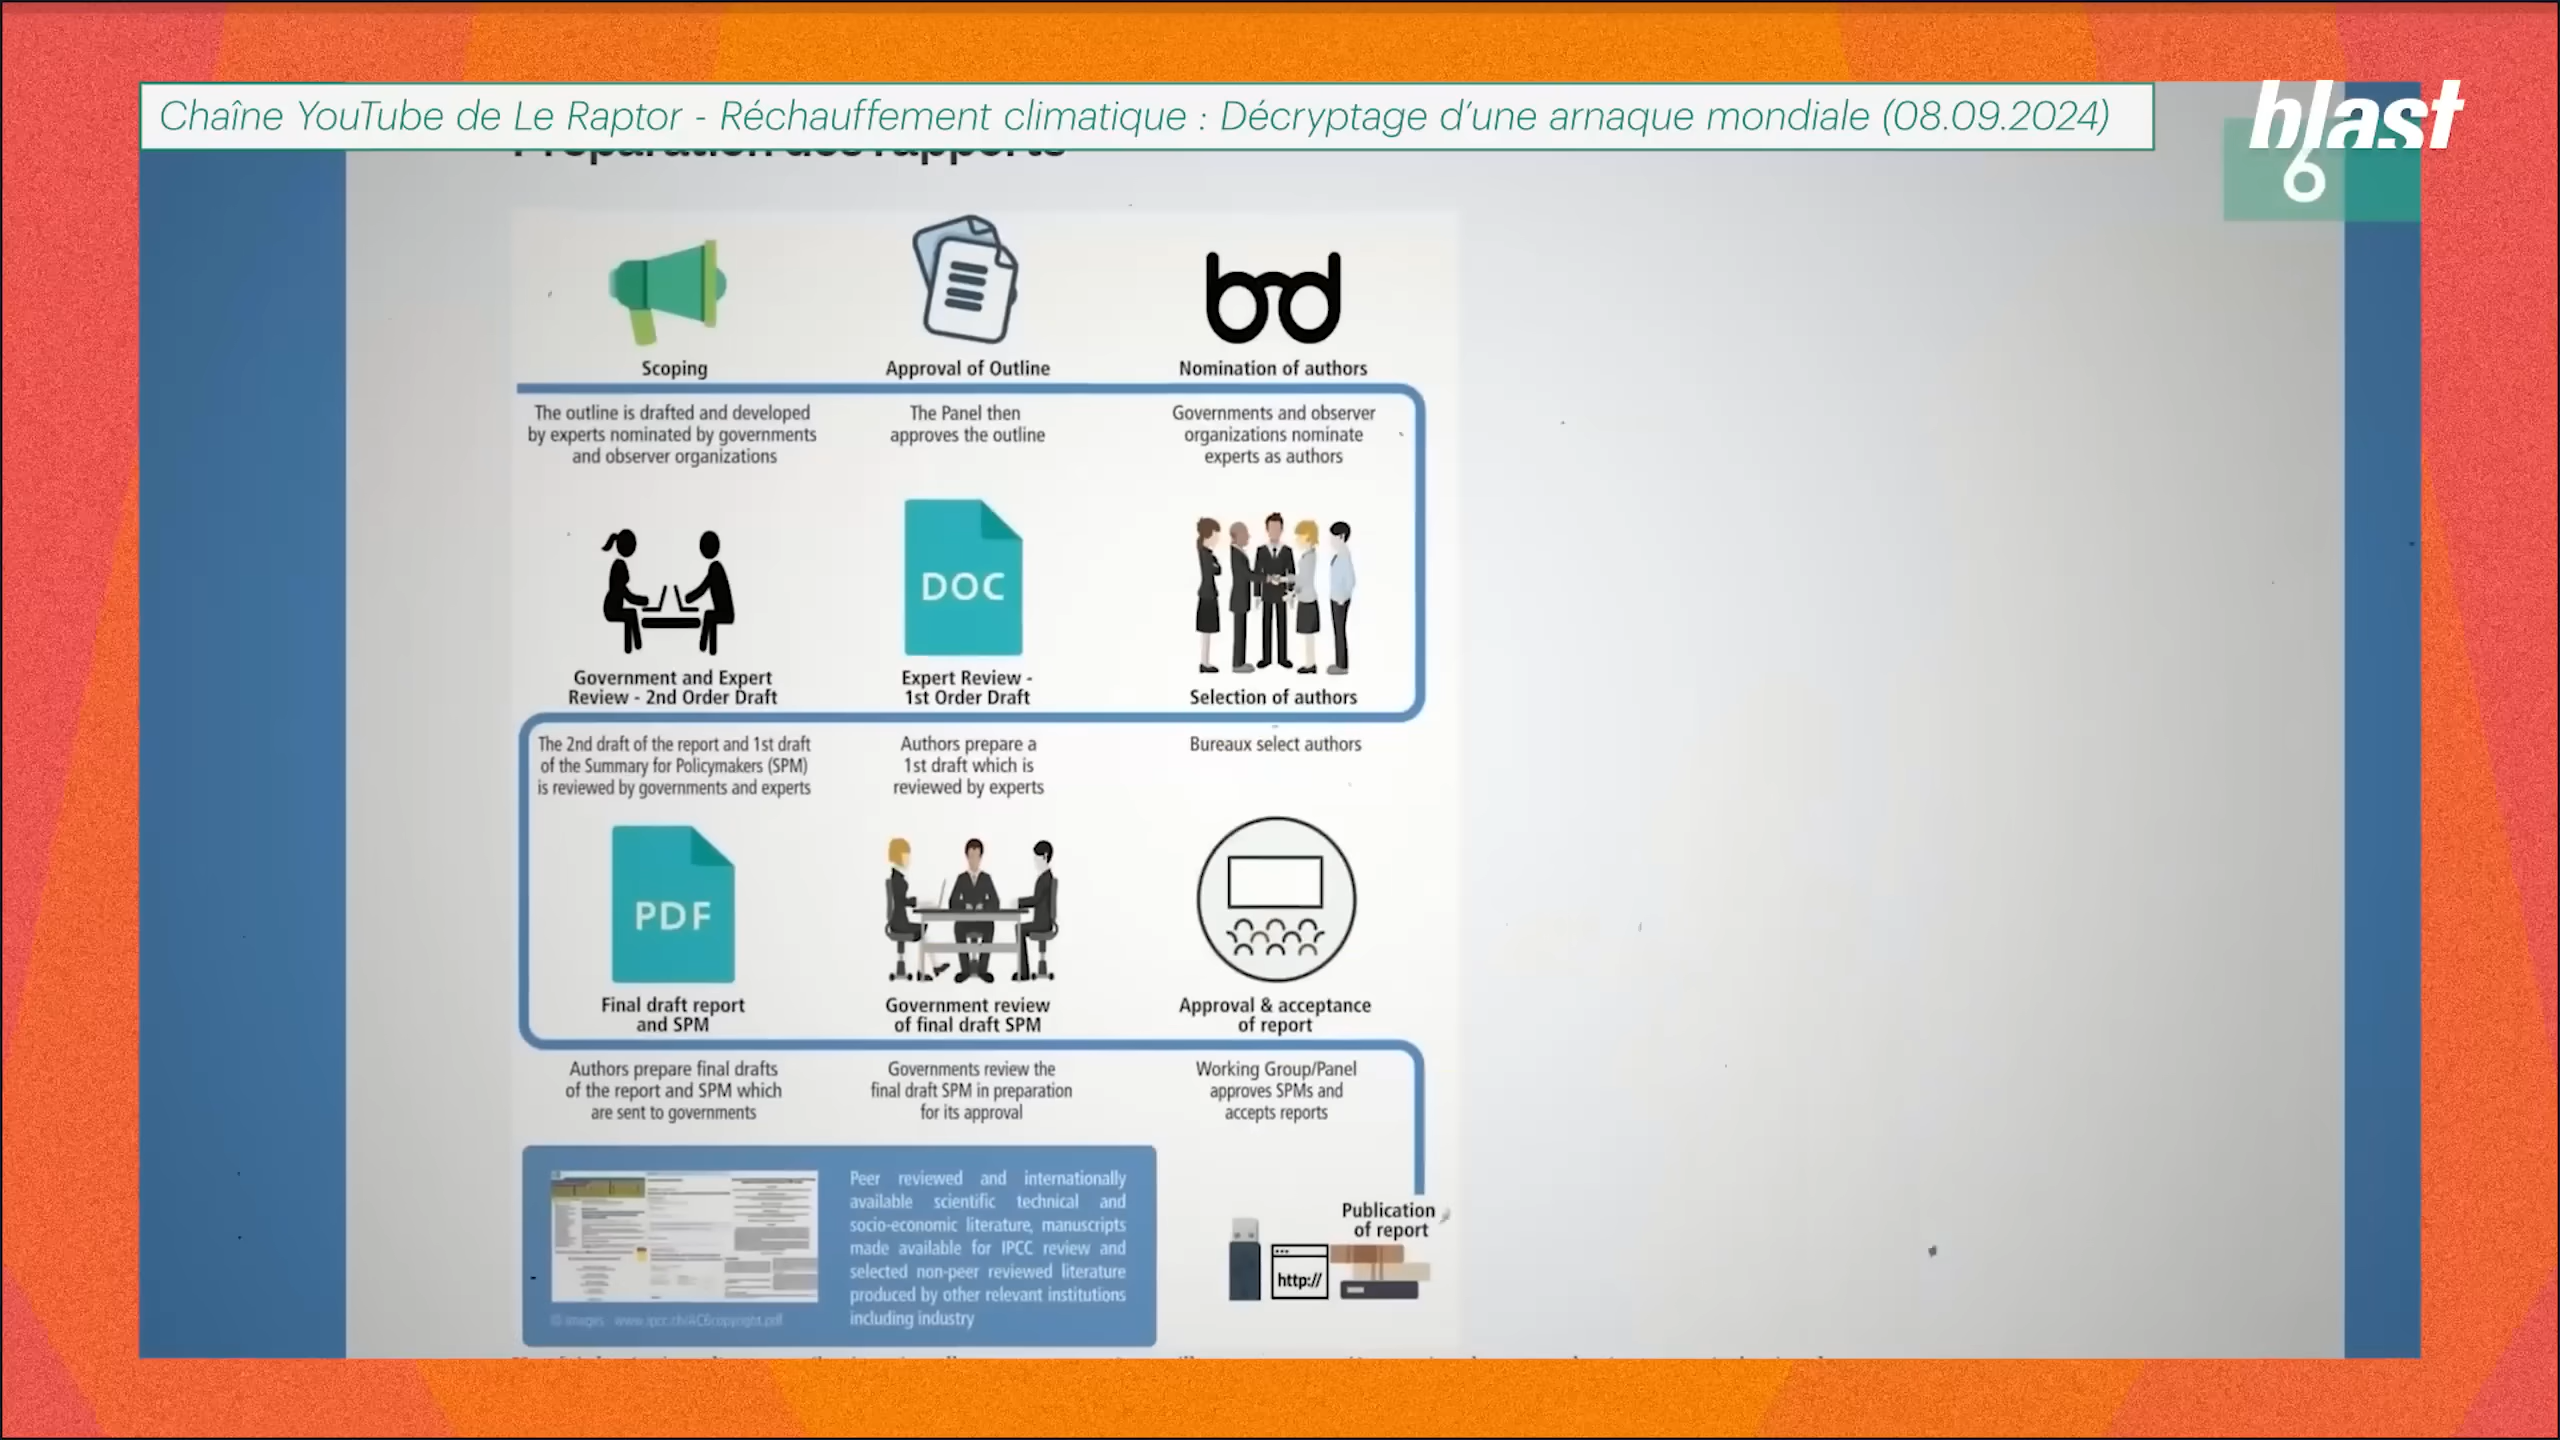 Chaîne YouTube de Le Raptor - Réchauffement climatique : Décryptage d'une arnaque mondiale (08.09.2024)
blast
6
Préparation des rapports
Scoping
The outline is drafted and developed
by experts nominated by governments
and observer organizations
Approval of Outline
The Panel then
approves the outline
Nomination of authors
Governments and observer
organizations nominate
experts as authors
Selection of authors
Bureaux select authors
DOC
Expert Review -
1st Order Draft
Authors prepare a
1st draft which is
reviewed by experts
Government and Expert
Review - 2nd Order Draft
The 2nd draft of the report and 1st draft
of the Summary for Policymakers (SPM)
is reviewed by governments and experts
PDF
Final draft report
and SPM
Authors prepare final drafts
of the report and SPM which
are sent to governments
Government review
of final draft SPM
Governments review the
final draft SPM in preparation
for its approval
Approval & acceptance
of report
Working Group/Panel
approves SPMs and
accepts reports
Peer reviewed and internationally
available scientific technical and
socio-economic literature, manuscripts
made available for IPCC review and
selected non-peer reviewed literature
produced by other relevant institutions
including industry
Publication
of report
http://